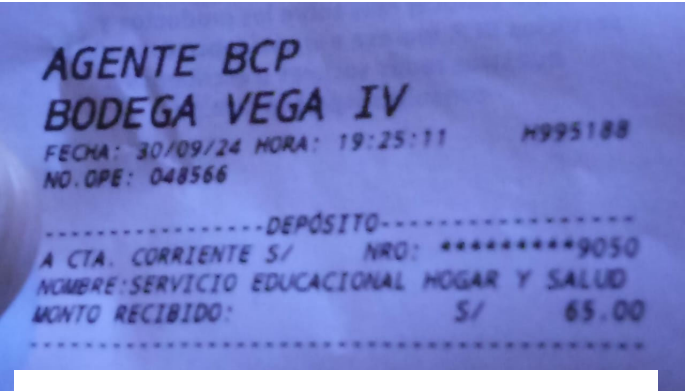 AGENTE BCP
BODEGA VEGA IV
FECHA: 30/09/24 HORA: 19:25:11 H995188
NO.OPE: 048566
-----------------DEPÓSITO-----------------
A CTA. CORRIENTE S/ NRO: *********9050
NOMBRE:SERVICIO EDUCACIONAL HOGAR Y SALUD
MONTO RECIBIDO: S/ 65.00